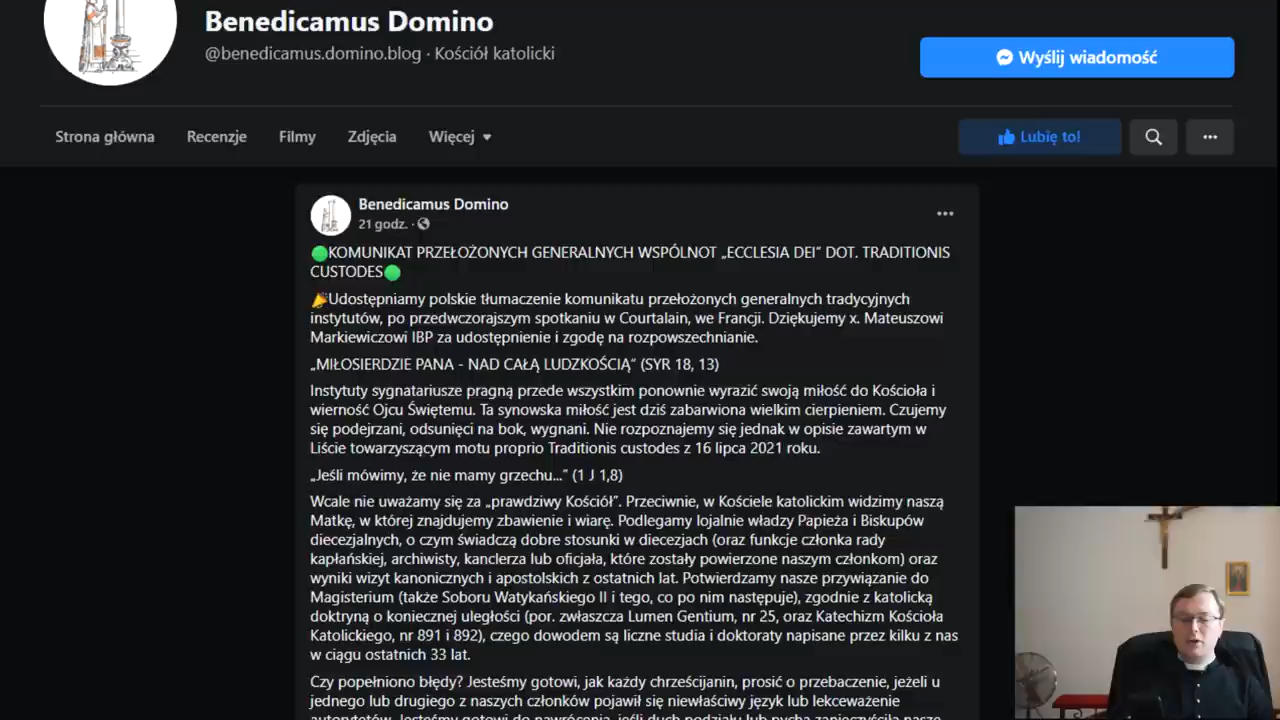 Benedicamus Domino
@benedicamus.domino.blog · Kościół katolicki
Wyślij wiadomość
Strona główna Recenzje Filmy Zdjęcia Więcej
Lubię to!
Benedicamus Domino
21 godz. ·
KOMUNIKAT PRZEŁOŻONYCH GENERALNYCH WSPÓLNOT „ECCLESIA DEI” DOT. TRADITIONIS
CUSTODES
Udostępniamy polskie tłumaczenie komunikatu przełożonych generalnych tradycyjnych
instytutów, po przedwczorajszym spotkaniu w Courtalain, we Francji. Dziękujemy x. Mateuszowi
Markiewiczowi IBP za udostępnienie i zgodę na rozpowszechnianie.
„MIŁOSIERDZIE PANA - NAD CAŁĄ LUDZKOŚCIĄ” (SYR 18, 13)
Instytuty sygnatariusze pragną przede wszystkim ponownie wyrazić swoją miłość do Kościoła i
wierność Ojcu Świętemu. Ta synowska miłość jest dziś zabarwiona wielkim cierpieniem. Czujemy
się podejrzani, odsunięci na bok, wygnani. Nie rozpoznajemy się jednak w opisie zawartym w
Liście towarzyszącym motu proprio Traditionis custodes z 16 lipca 2021 roku.
„Jeśli mówimy, że nie mamy grzechu...” (1 J 1,8)
Wcale nie uważamy się za „prawdziwy Kościół”. Przeciwnie, w Kościele katolickim widzimy naszą
Matkę, w której znajdujemy zbawienie i wiarę. Podlegamy lojalnie władzy Papieża i Biskupów
diecezjalnych, o czym świadczą dobre stosunki w diecezjach (oraz funkcje członka rady
kapłańskiej, archiwisty, kanclerza lub oficjała, które zostały powierzone naszym członkom) oraz
wyniki wizyt kanonicznych i apostolskich z ostatnich lat. Potwierdzamy nasze przywiązanie do
Magisterium (także Soboru Watykańskiego II i tego, co po nim następuje), zgodnie z katolicką
doktryną o koniecznej uległości (por. zwłaszcza Lumen Gentium, nr 25, oraz Katechizm Kościoła
Katolickiego, nr 891 i 892), czego dowodem są liczne studia i doktoraty napisane przez kilku z nas
w ciągu ostatnich 33 lat.
Czy popełniono błędy? Jesteśmy gotowi, jak każdy chrześcijanin, prosić o przebaczenie, jeżeli u
jednego lub drugiego z naszych członków pojawił się niewłaściwy język lub lekceważenie
autorytetów. Jesteśmy gotowi do nawrócenia, jeśli duch podziału lub pycha zanieczyściła nasze